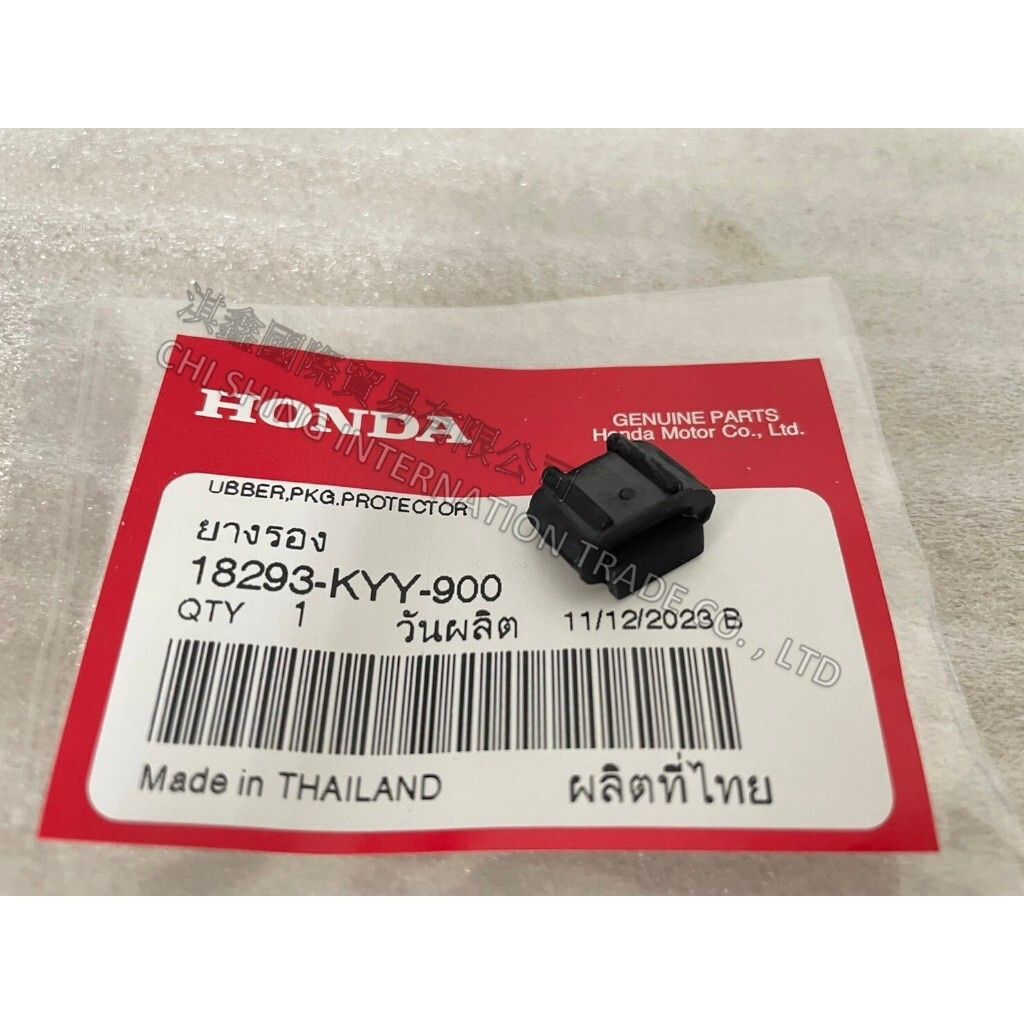 淇鑫國際貿易有限公司
CHI SHING INTERNATION TRADE CO., LTD
HONDA
GENUINE PARTS
Honda Motor Co., Ltd.
UBBER,PKG.PROTECTOR
ยางรอง
18293-KYY-900
QTY 1 วันผลิต 11/12/2023 B
Made in THAILAND ผลิตที่ไทย